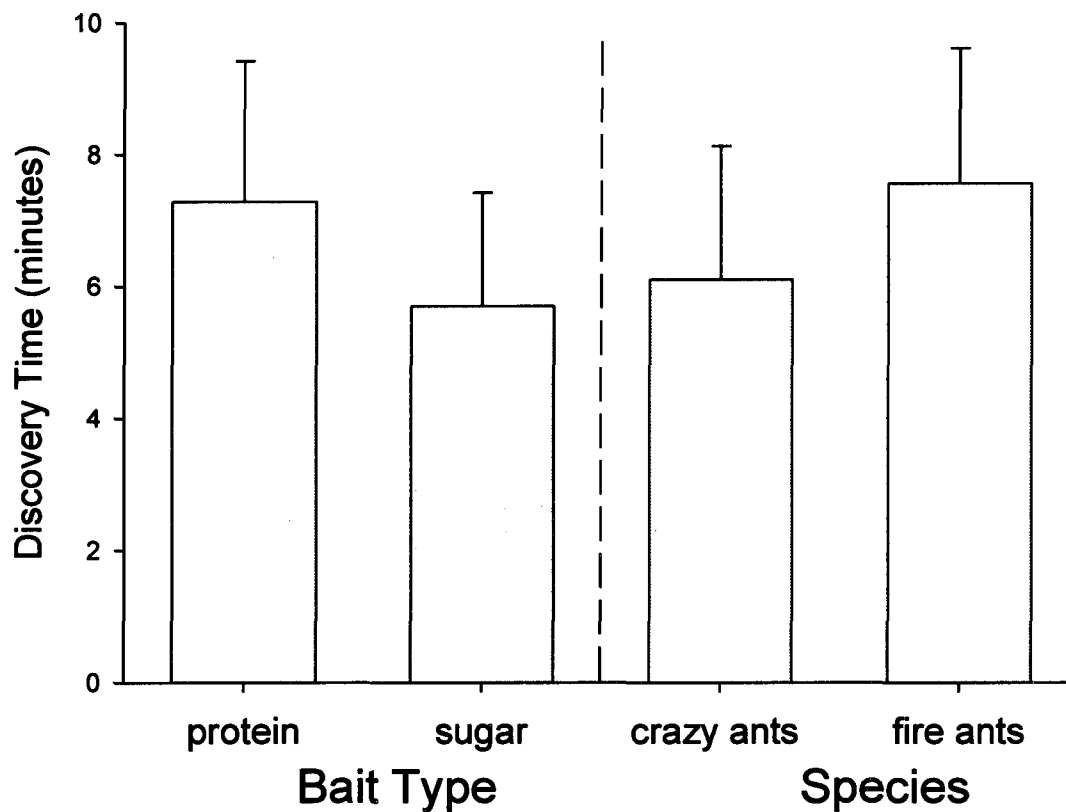 Discovery Time (minutes)
10
8
6
4
2
0
protein
sugar
crazy ants
fire ants
Bait Type
Species